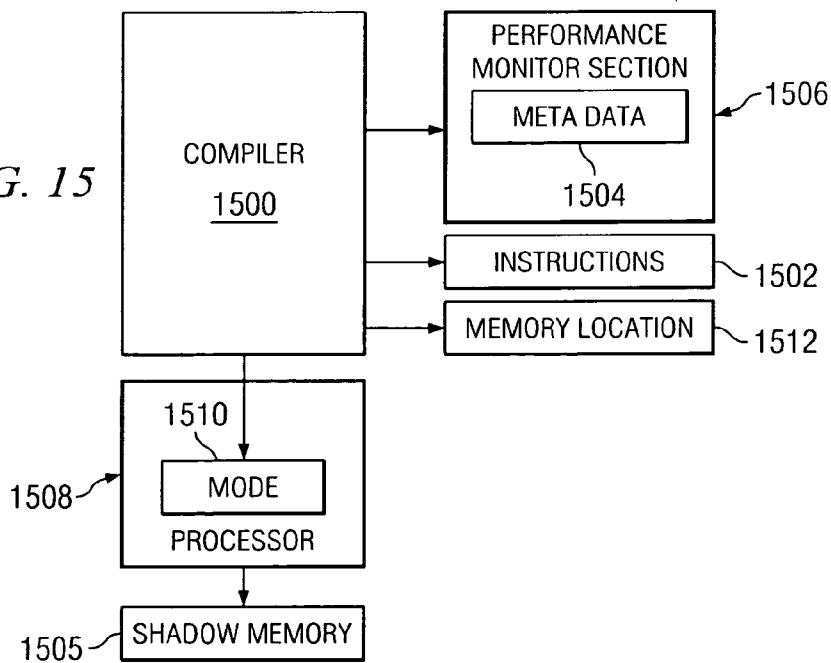 PERFORMANCE
MONITOR SECTION
META DATA
1504
1506
COMPILER
1500
G. 15
INSTRUCTIONS
1502
MEMORY LOCATION
1512
1510
MODE
PROCESSOR
1508
SHADOW MEMORY
1505